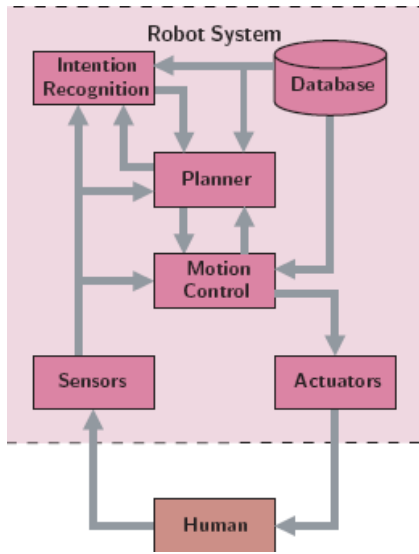 Robot System
Intention
Recognition
Database
Planner
Motion
Control
Sensors
Actuators
Human